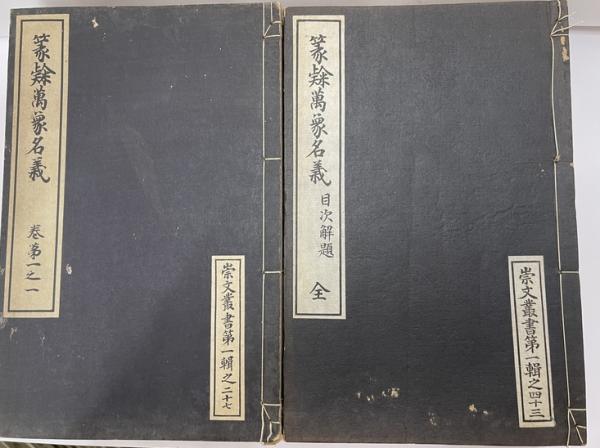 篆隸萬象名義
卷第一之一
崇文叢書第一輯之二十七
篆隸萬象名義
目次解題
全
崇文叢書第一輯之四十三